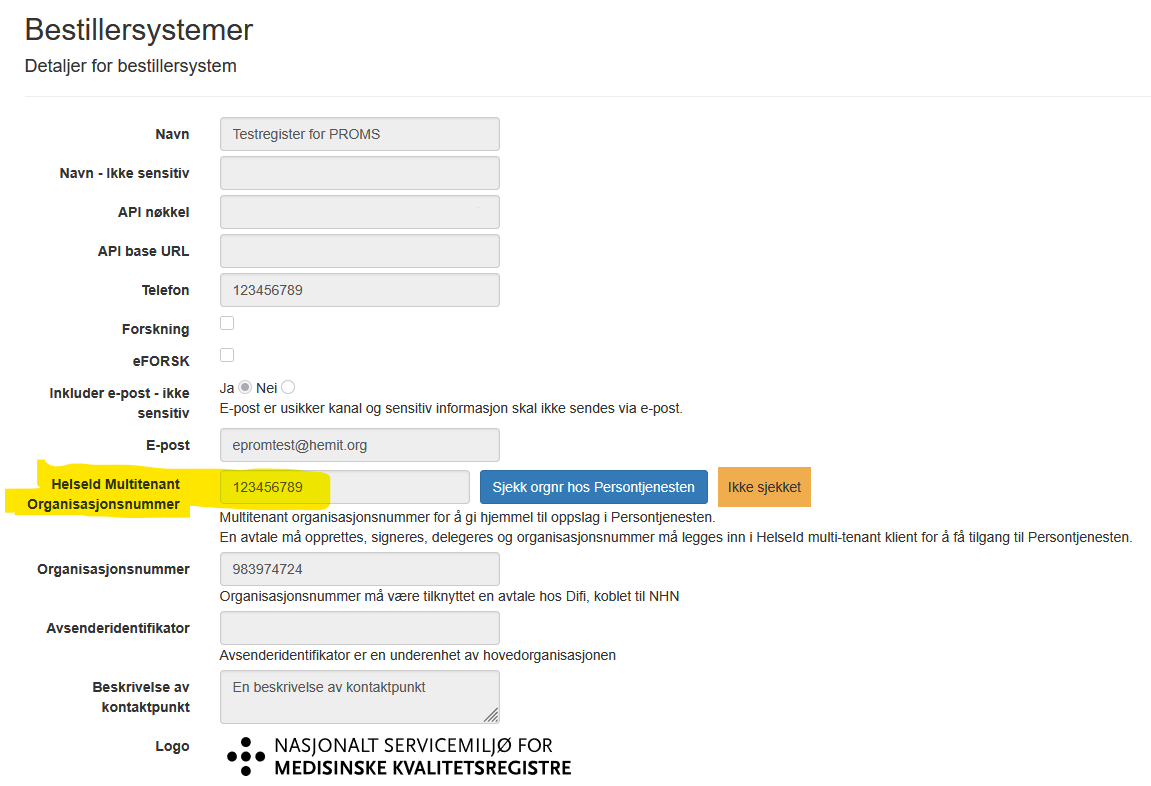 Bestillersystemer
Detaljer for bestillersystem
Navn
Testregister for PROMS
Navn - Ikke sensitiv
API nøkkel
API base URL
Telefon
123456789
Forskning
eFORSK
Inkluder e-post - ikke
sensitiv
Ja Nei
E-post er usikker kanal og sensitiv informasjon skal ikke sendes via e-post.
E-post
epromtest@hemit.org
HelseId Multitenant
Organisasjonsnummer
123456789
Sjekk orgnr hos Persontjenesten
Ikke sjekket
Multitenant organisasjonsnummer for å gi hjemmel til oppslag i Persontjenesten.
En avtale må opprettes, signeres, delegeres og organisasjonsnummer må legges inn i HelseId multi-tenant klient for å få tilgang til Persontjenesten.
Organisasjonsnummer
983974724
Organisasjonsnummer må være tilknyttet en avtale hos Difi, koblet til NHN
Avsenderidentifikator
Avsenderidentifikator er en underenhet av hovedorganisasjonen
Beskrivelse av
kontaktpunkt
En beskrivelse av kontaktpunkt
Logo
NASJONALT SERVICEMILJØ FOR
MEDISINSKE KVALITETSREGISTRE